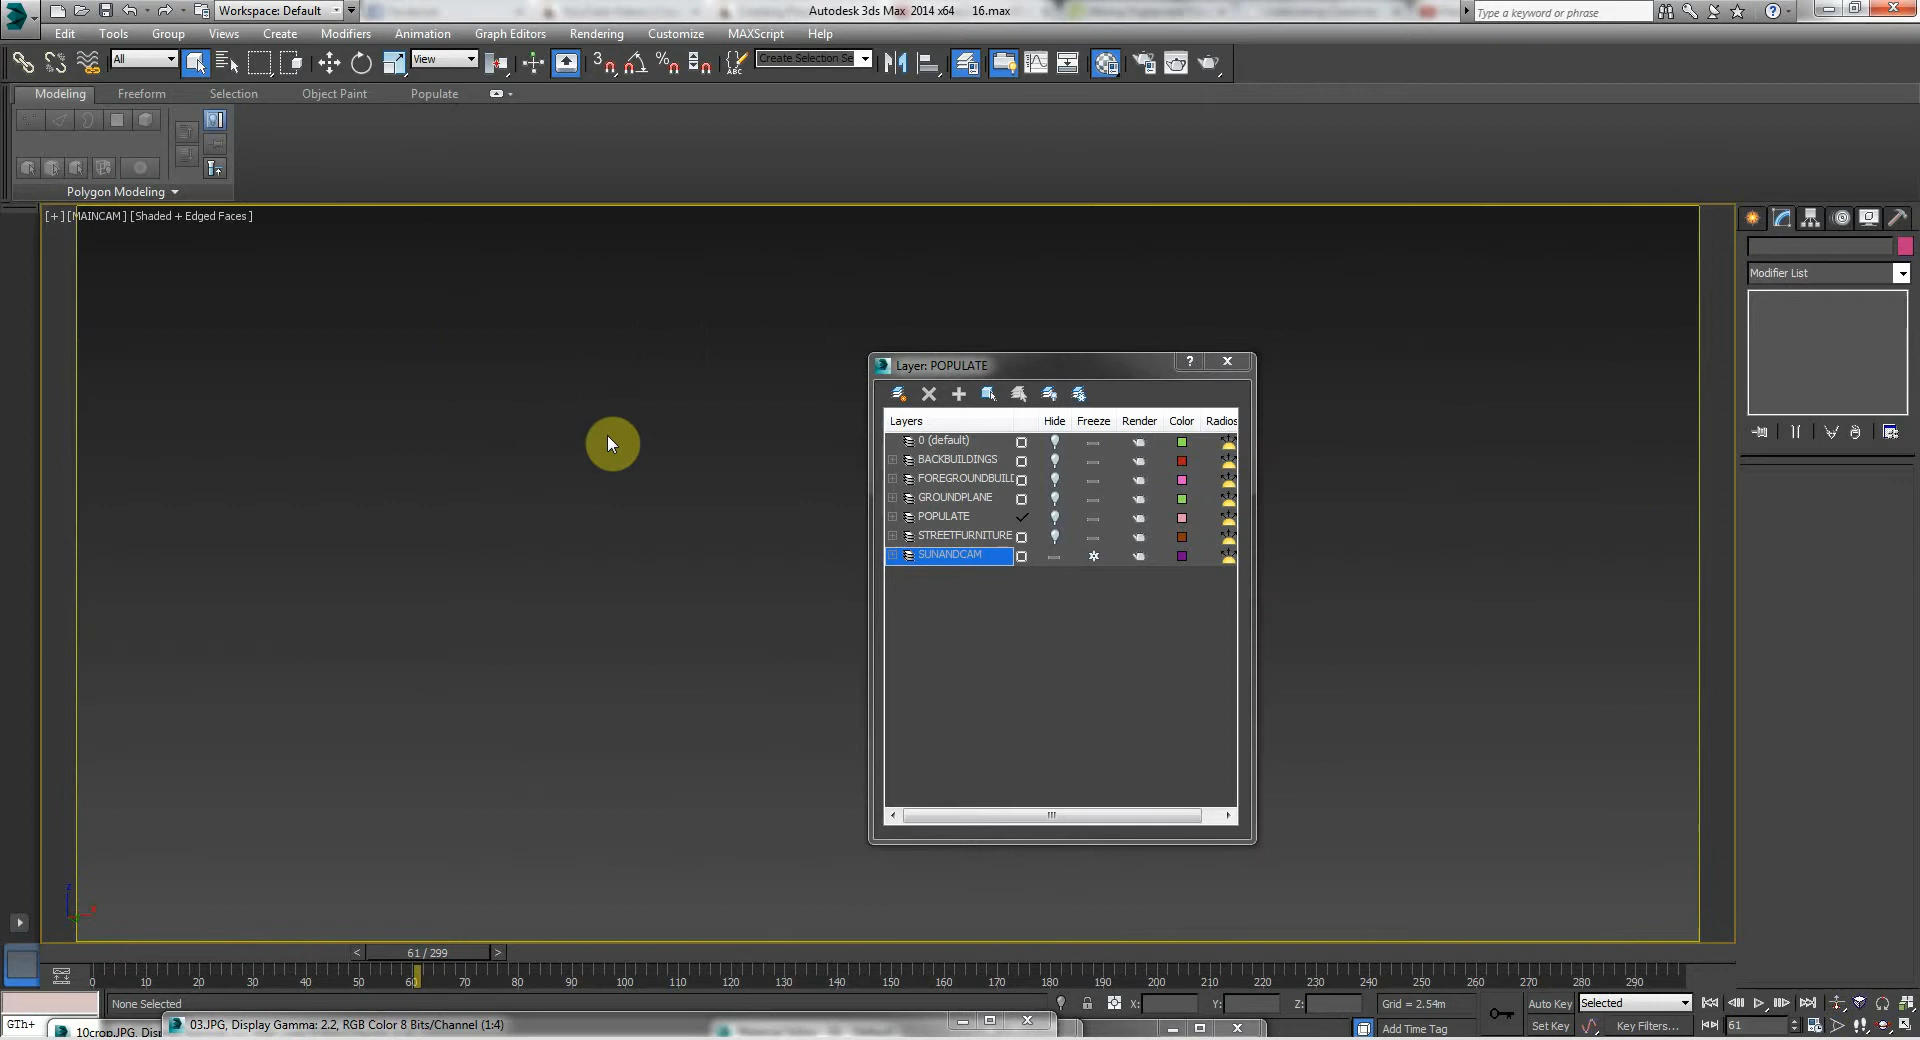 Workspace: Default
Autodesk 3ds Max 2014 x64 16.max
Type a keyword or phrase
Edit Tools Group Views Create Modifiers Animation Graph Editors Rendering Customize MAXScript Help
All
View
3
Create Selection Se
Modeling Freeform Selection Object Paint Populate
Polygon Modeling
[+] [MAINCAM] [Shaded + Edged Faces]
Modifier List
Layer: POPULATE
Layers Hide Freeze Render Color Radios
0 (default)
BACKBUILDINGS
FOREGROUNDBUILD
GROUNDPLANE
POPULATE
STREETFURNITURE
SUNANDCAM
z
x
< 61 / 299 >
0 10 20 30 40 50 60 70 80 90 100 110 120 130 140 150 160 170 180 190 200 210 220 230 240 250 260 270 280 290
None Selected
X: Y: Z: Grid = 2.54m
Auto Key Selected
GTh+
10crop.JPG, Disp
03.JPG, Display Gamma: 2.2, RGB Color 8 Bits/Channel (1:4)
Add Time Tag
Set Key Key Filters...
61